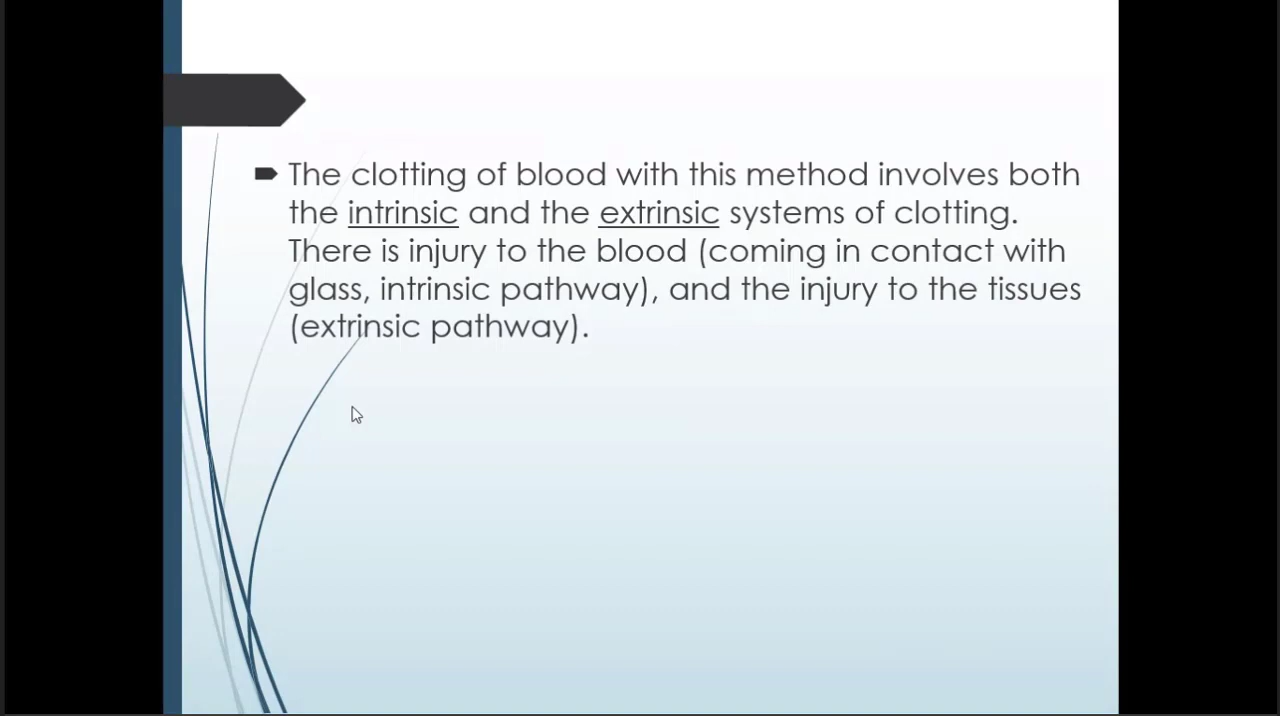 The clotting of blood with this method involves both
the intrinsic and the extrinsic systems of clotting.
There is injury to the blood (coming in contact with
glass, intrinsic pathway), and the injury to the tissues
(extrinsic pathway).